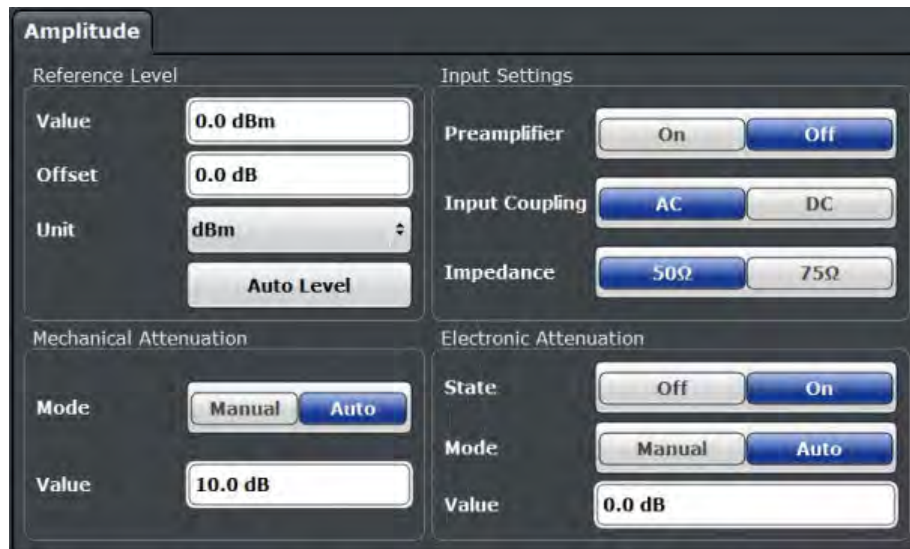 Amplitude
Reference Level
Value 0.0 dBm
Offset 0.0 dB
Unit dBm
Auto Level
Input Settings
Preamplifier On Off
Input Coupling AC DC
Impedance 50Ω 75Ω
Mechanical Attenuation
Mode Manual Auto
Value 10.0 dB
Electronic Attenuation
State Off On
Mode Manual Auto
Value 0.0 dB